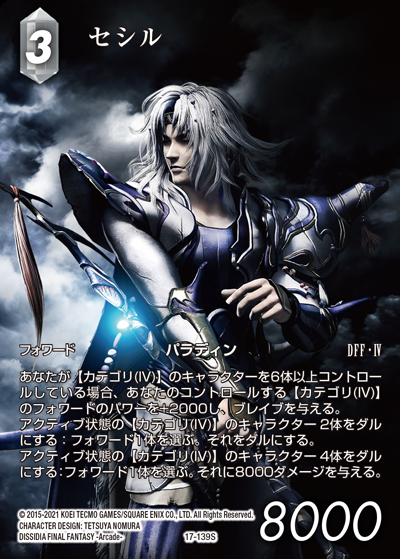 3
セシル
フォワード
パラディン
DFF・IV
あなたが【カテゴリ(IV)】のキャラクターを6体以上コントロー
ルしている場合、あなたのコントロールする【カテゴリ(IV)】
のフォワードのパワーを+2000し、ブレイブを与える。
アクティブ状態の【カテゴリ(IV)】のキャラクター2体をダル
にする：フォワード1体を選ぶ。それをダルにする。
アクティブ状態の【カテゴリ(IV)】のキャラクター4体をダル
にする：フォワード1体を選ぶ。それに8000ダメージを与える。
© 2015-2021 KOEI TECMO GAMES/SQUARE ENIX CO., LTD. All Rights Reserved.
CHARACTER DESIGN: TETSUYA NOMURA
DISSIDIA FINAL FANTASY -Arcade-
17-139S
8000